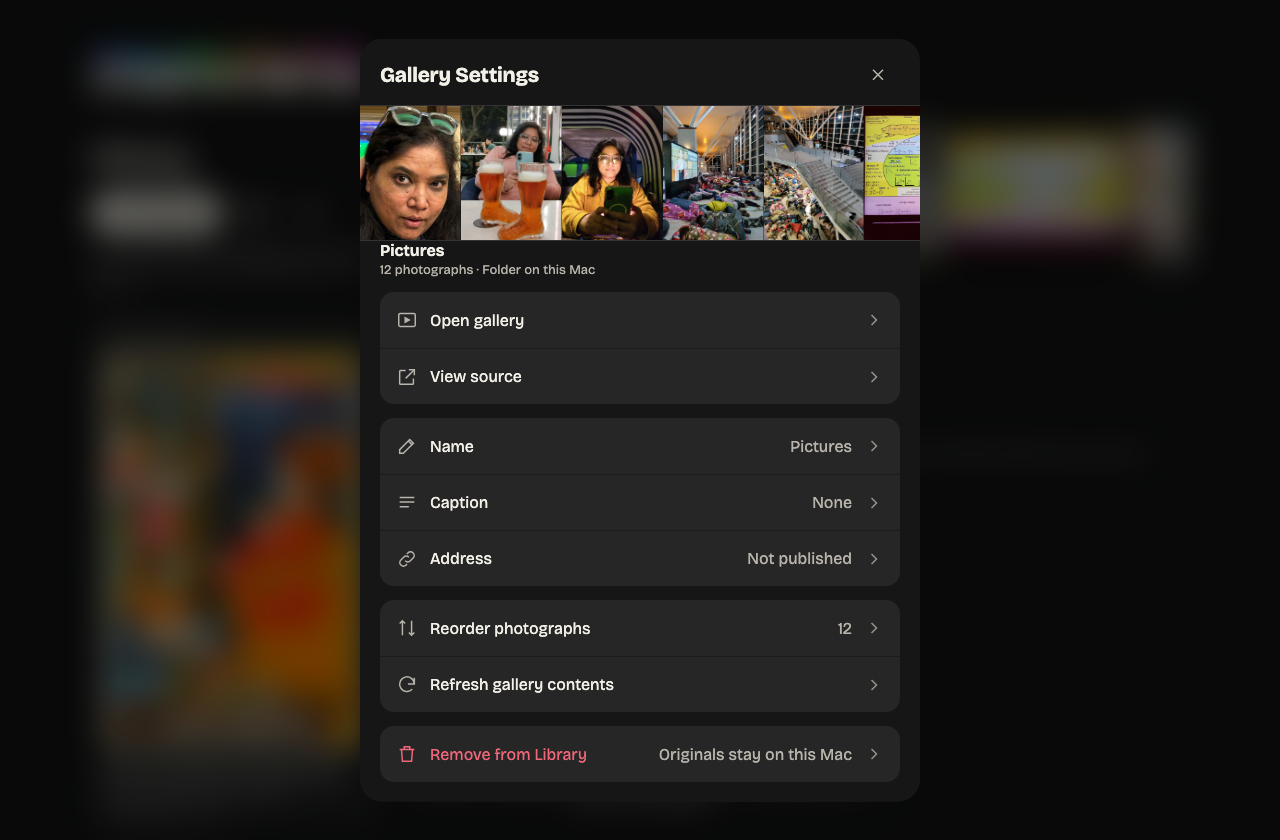 Gallery Settings
Pictures
12 photographs · Folder on this Mac
Open gallery
View source
Name Pictures
Caption None
Address Not published
Reorder photographs 12
Refresh gallery contents
Remove from Library Originals stay on this Mac